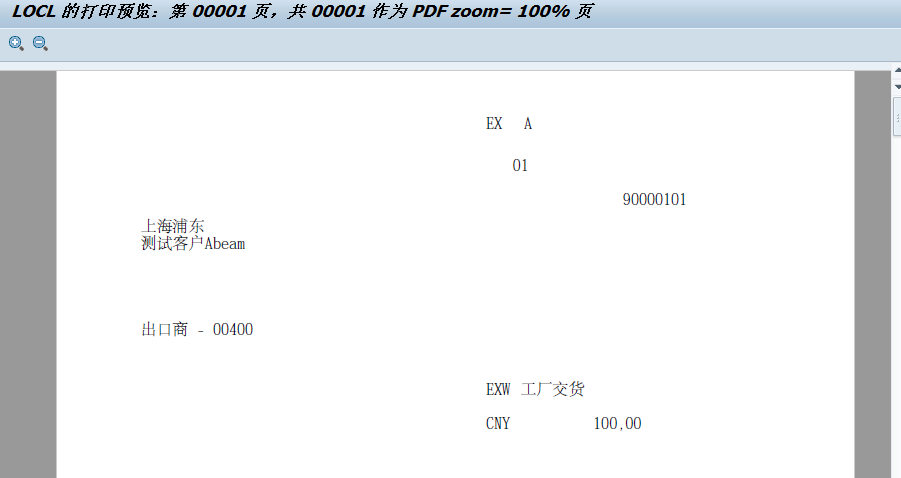 LOCL 的打印预览：第 00001 页，共 00001 作为 PDF zoom= 100% 页
EX A
01
90000101
上海浦东
测试客户Abeam
出口商 - 00400
EXW 工厂交货
CNY 100,00